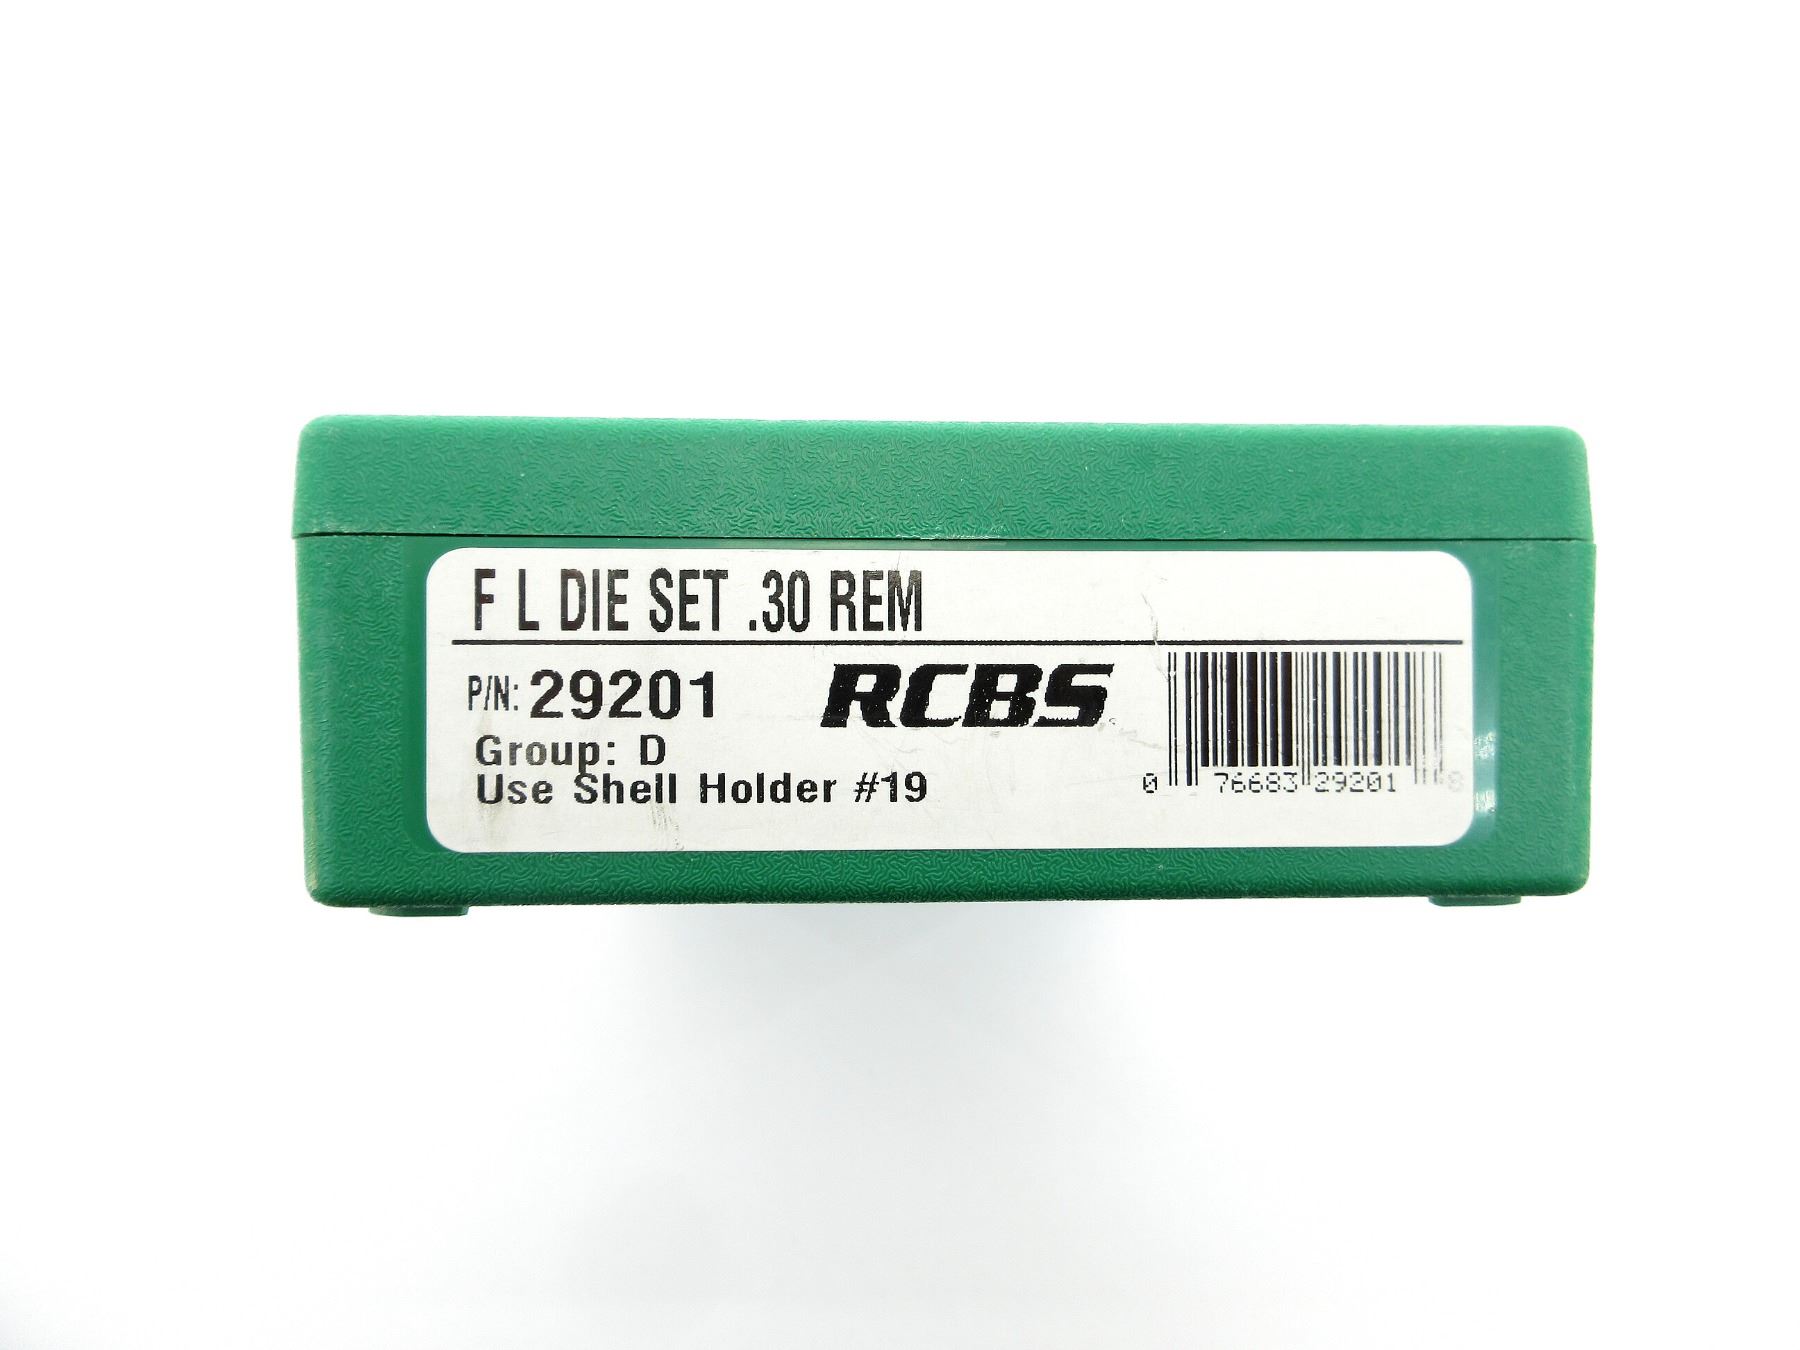 F L DIE SET .30 REM
P/N: 29201
RCBS
Group: D
Use Shell Holder #19
0 76683 29201 8